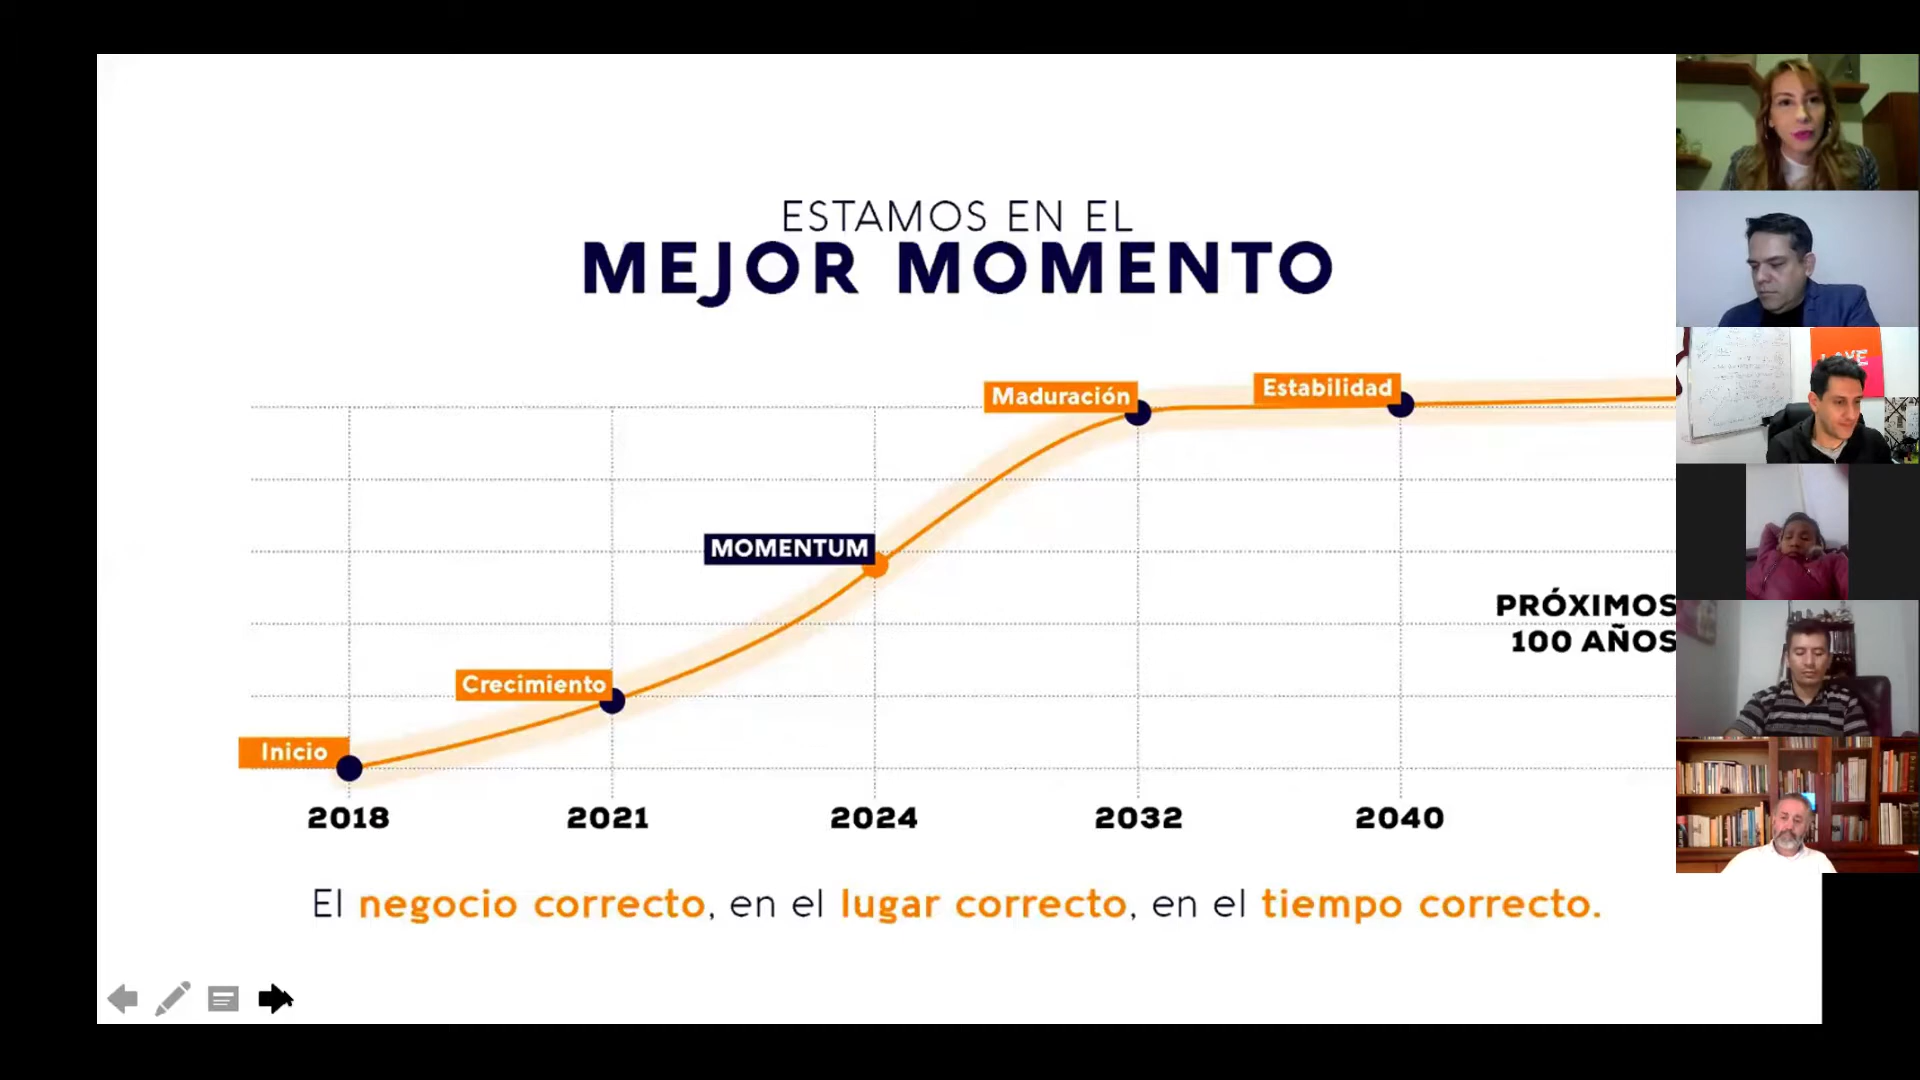 ESTAMOS EN EL
MEJOR MOMENTO
Maduración
Estabilidad
MOMENTUM
PRÓXIMOS
100 AÑOS
Crecimiento
Inicio
2018 2021 2024 2032 2040
El negocio correcto, en el lugar correcto, en el tiempo correcto.